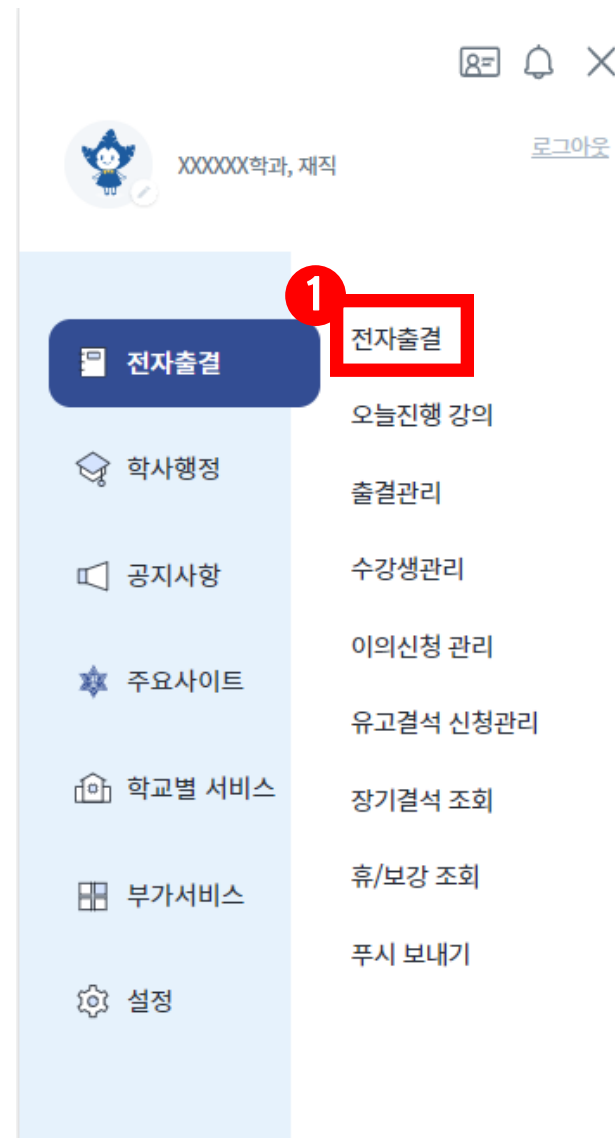 XXXXXX학과, 재직
로그아웃
1
전자출결
학사행정
공지사항
주요사이트
학교별 서비스
부가서비스
설정
전자출결
오늘진행 강의
출결관리
수강생관리
이의신청 관리
유고결석 신청관리
장기결석 조회
휴/보강 조회
푸시 보내기